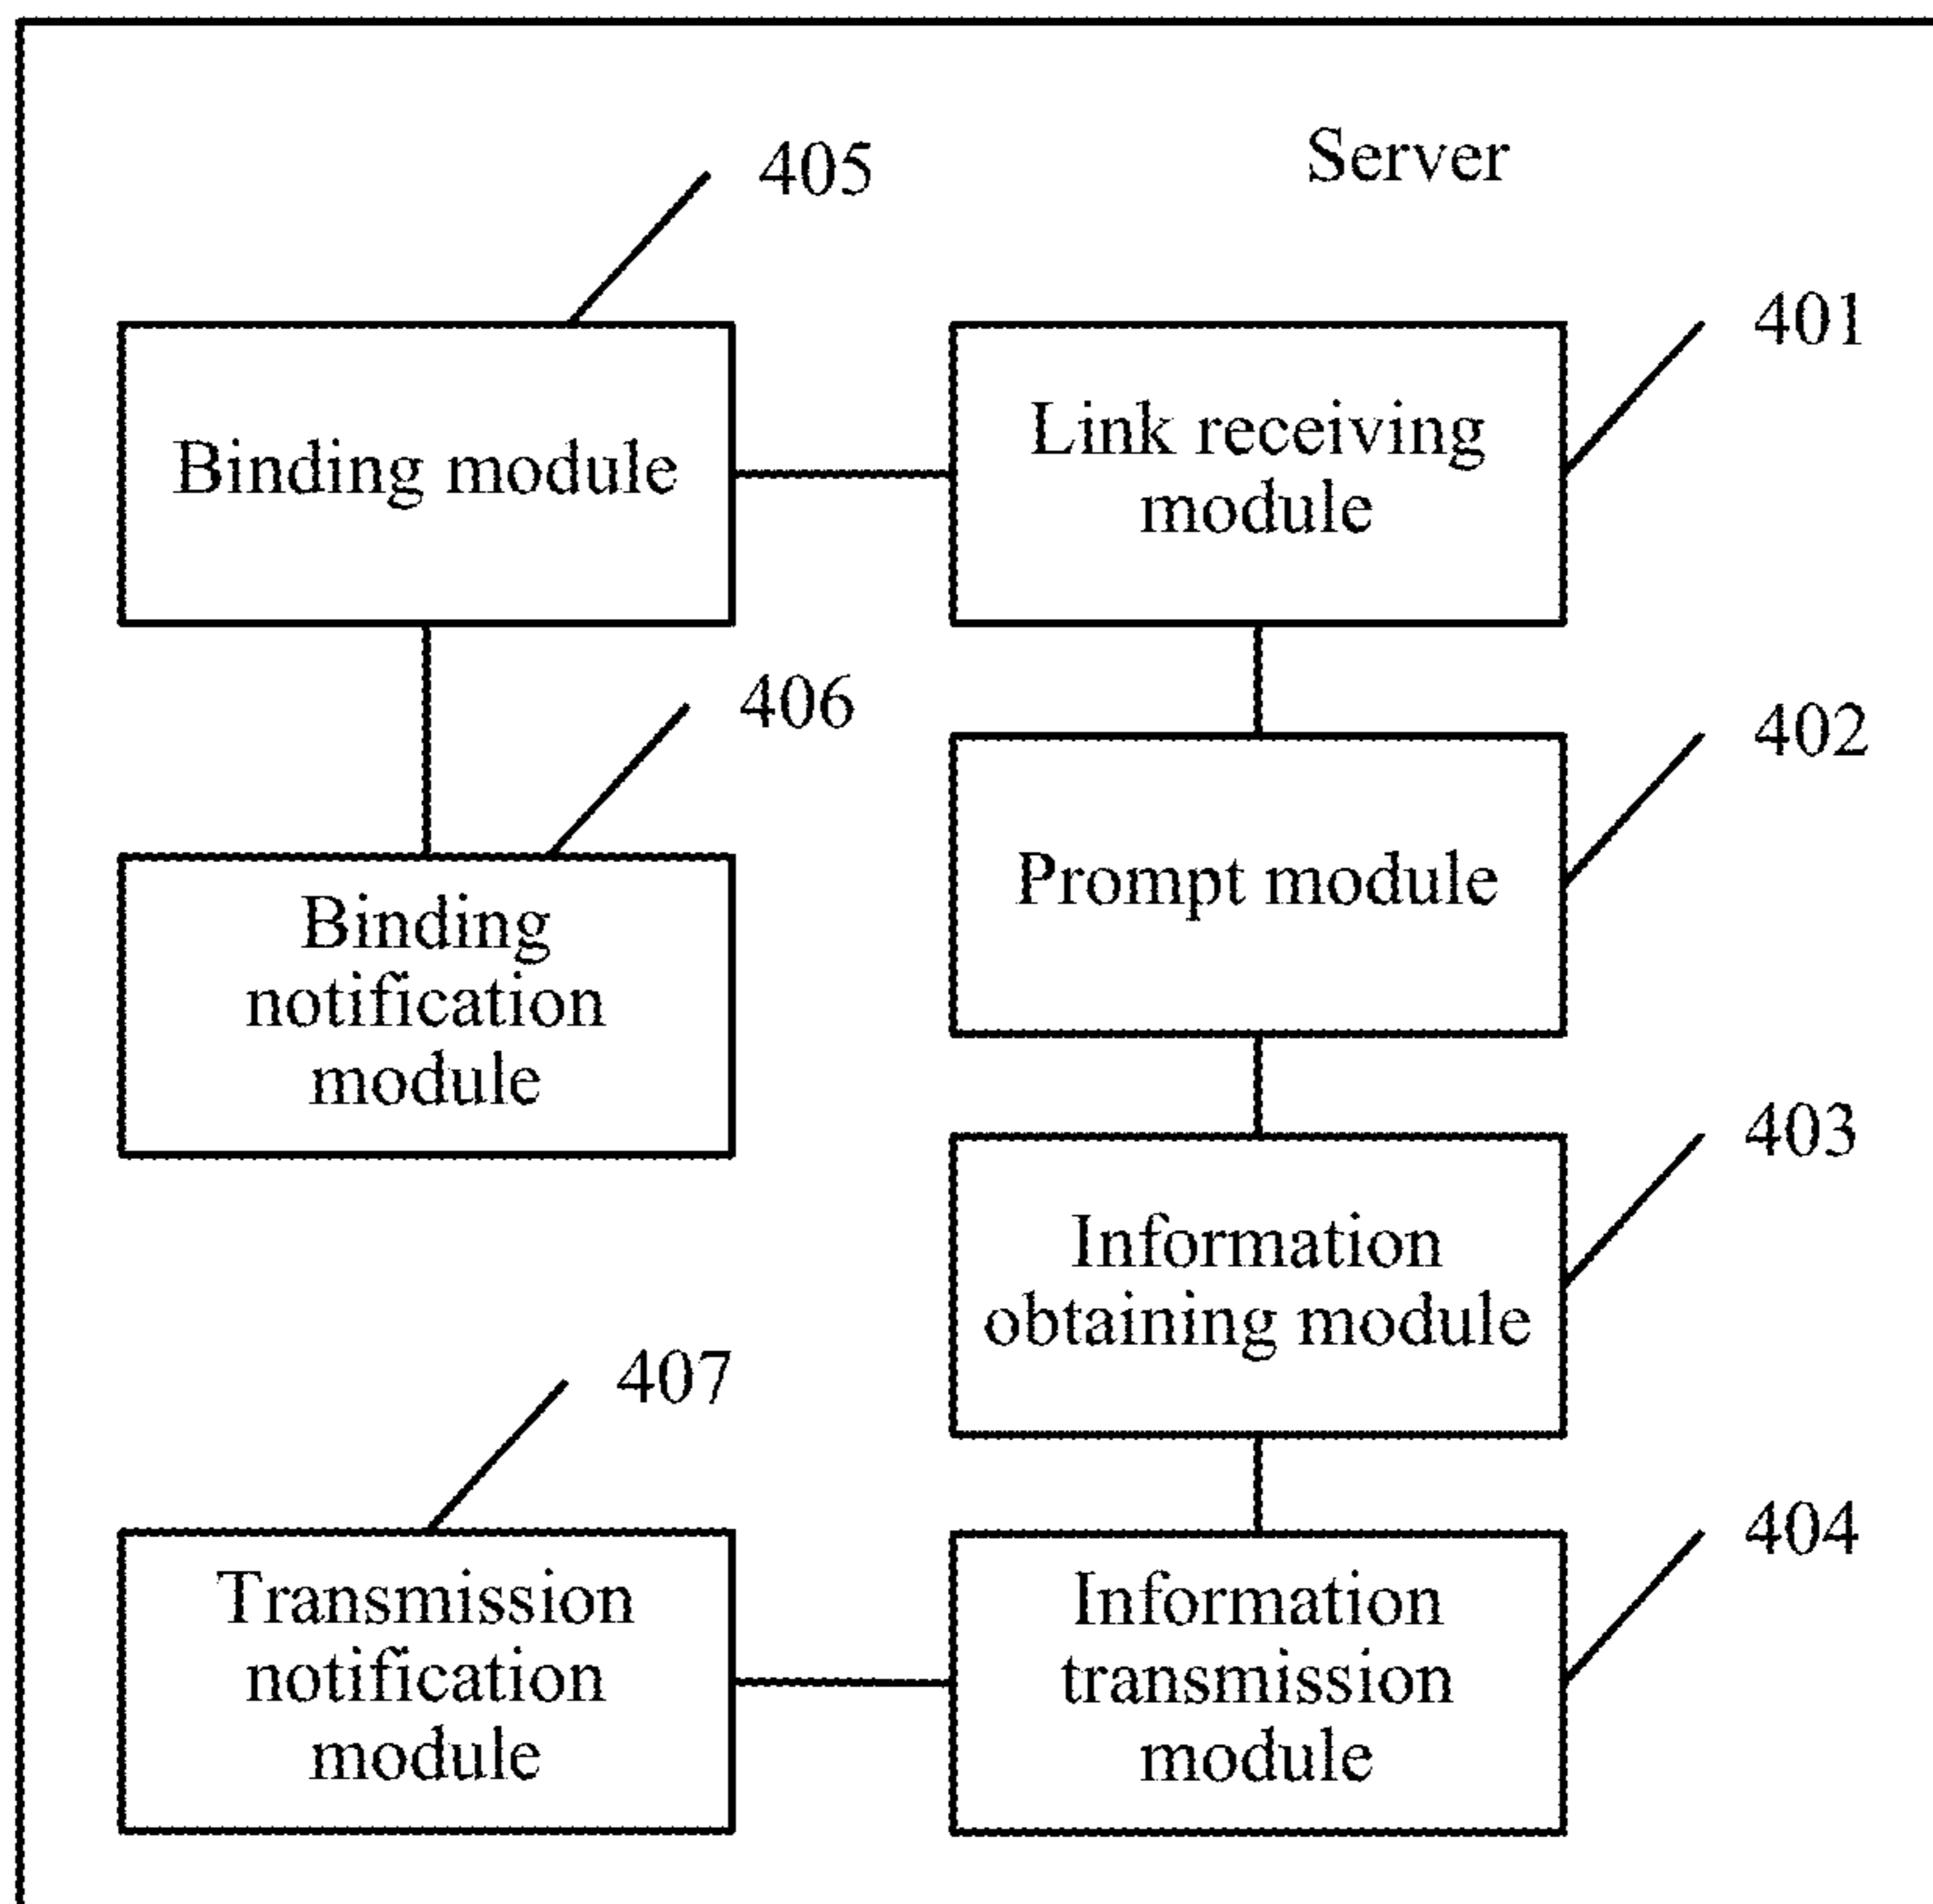 Server
405
401
Binding module
Link receiving
module
406
402
Prompt module
Binding
notification
module
403
Information
obtaining module
407
404
Transmission
notification
module
Information
transmission
module